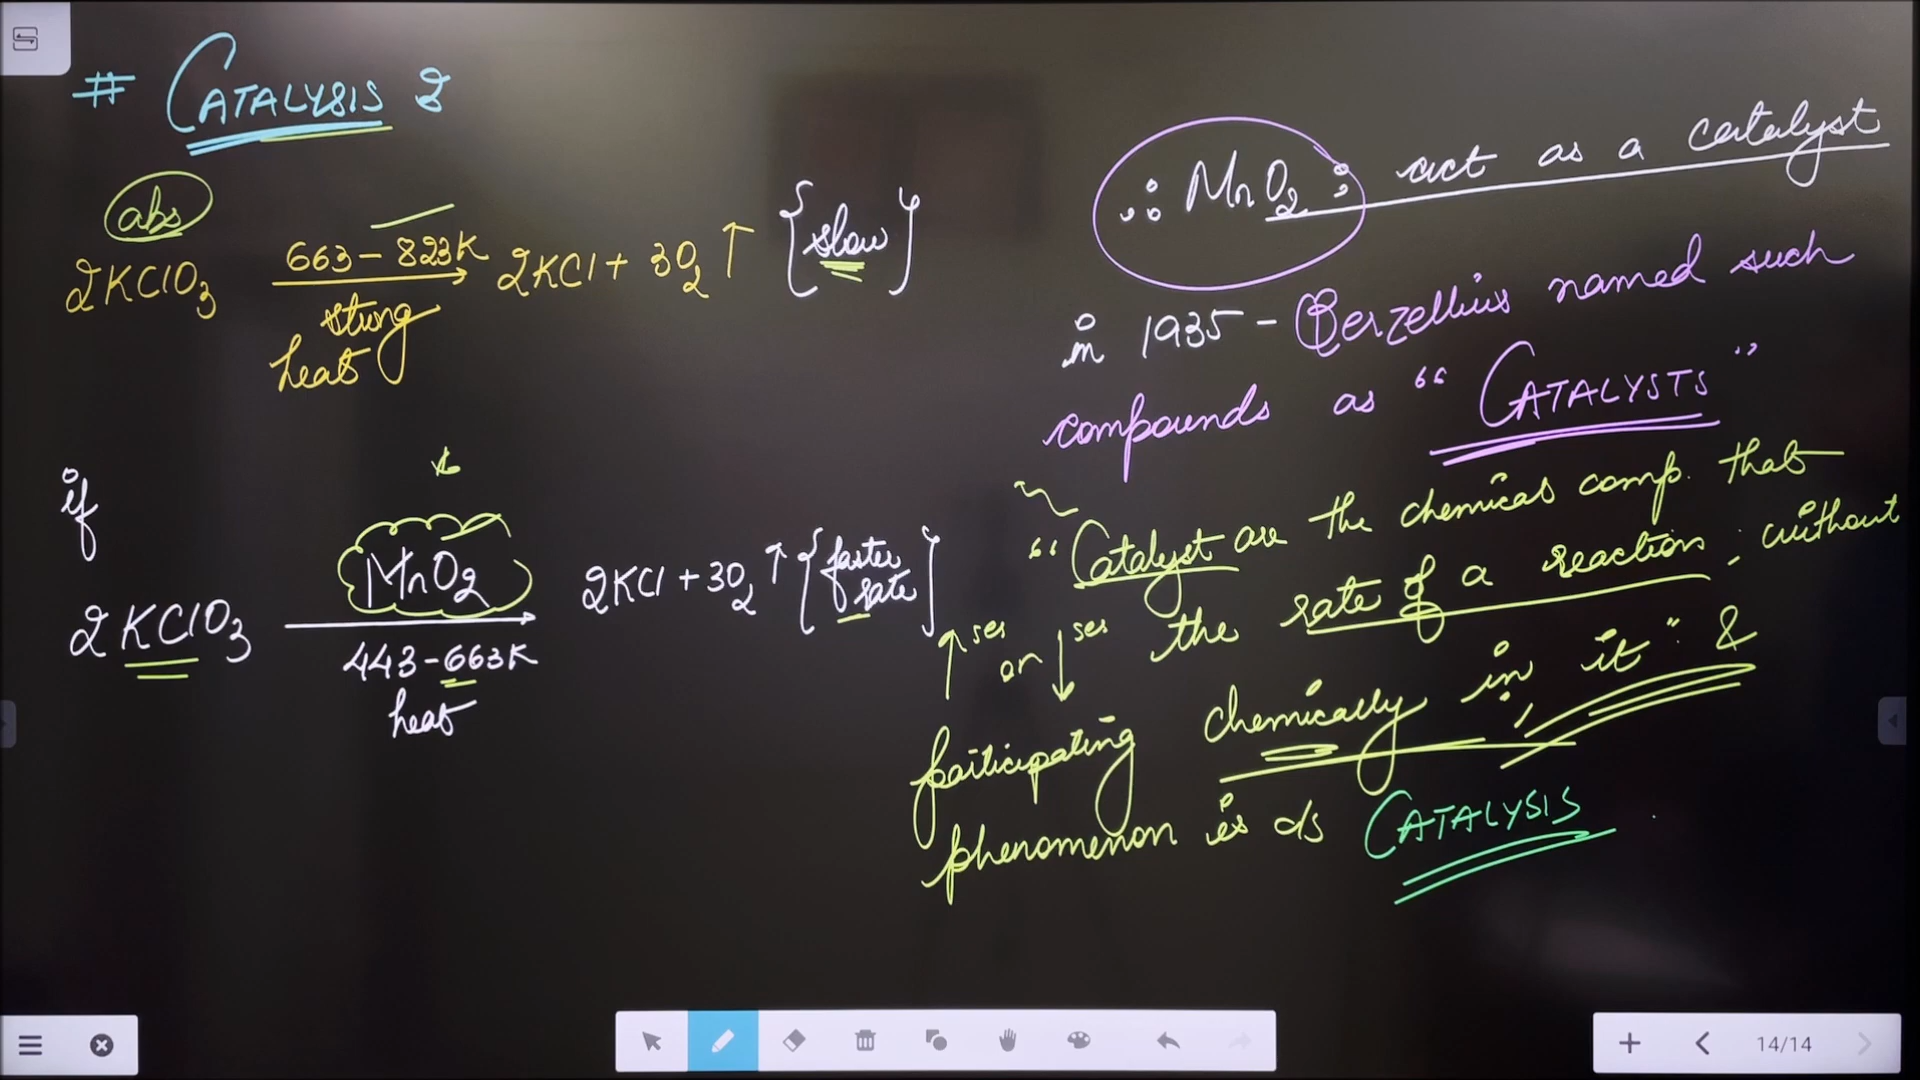 # CATALYSIS :
abs
663 - 823K
2KClO3 → 2KCl + 3O2 ↑ {slow}
strong
heat
if
MnO2
2KClO3 → 2KCl + 3O2 ↑ {faster rate}
443-663K
heat
∴ MnO2 : act as a catalyst
in 1935 - Berzellius named such
compounds as "CATALYSTS"
"Catalyst are the chemical comp. that
↑ses or ↓ses the rate of a reaction; without
participating chemically in it" &
phenomenon is as CATALYSIS
14/14